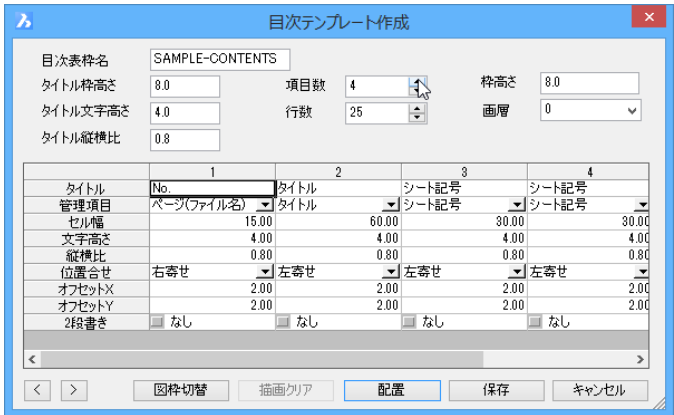 目次テンプレート作成
目次表枠名 SAMPLE-CONTENTS
タイトル枠高さ 8.0 項目数 4 枠高さ 8.0
タイトル文字高さ 4.0 行数 25 画層 0
タイトル縦横比 0.8
1 2 3 4
タイトル No. タイトル シート記号 シート記号
管理項目 ページ(ファイル名) タイトル シート記号 シート記号
セル幅 15.00 60.00 30.00 30.00
文字高さ 4.00 4.00 4.00 4.00
縦横比 0.80 0.80 0.80 0.80
位置合せ 右寄せ 左寄せ 左寄せ 左寄せ
オフセットX 2.00 2.00 2.00 2.00
オフセットY 2.00 2.00 2.00 2.00
2段書き なし なし なし なし
< > 図枠切替 描画クリア 配置 保存 キャンセル